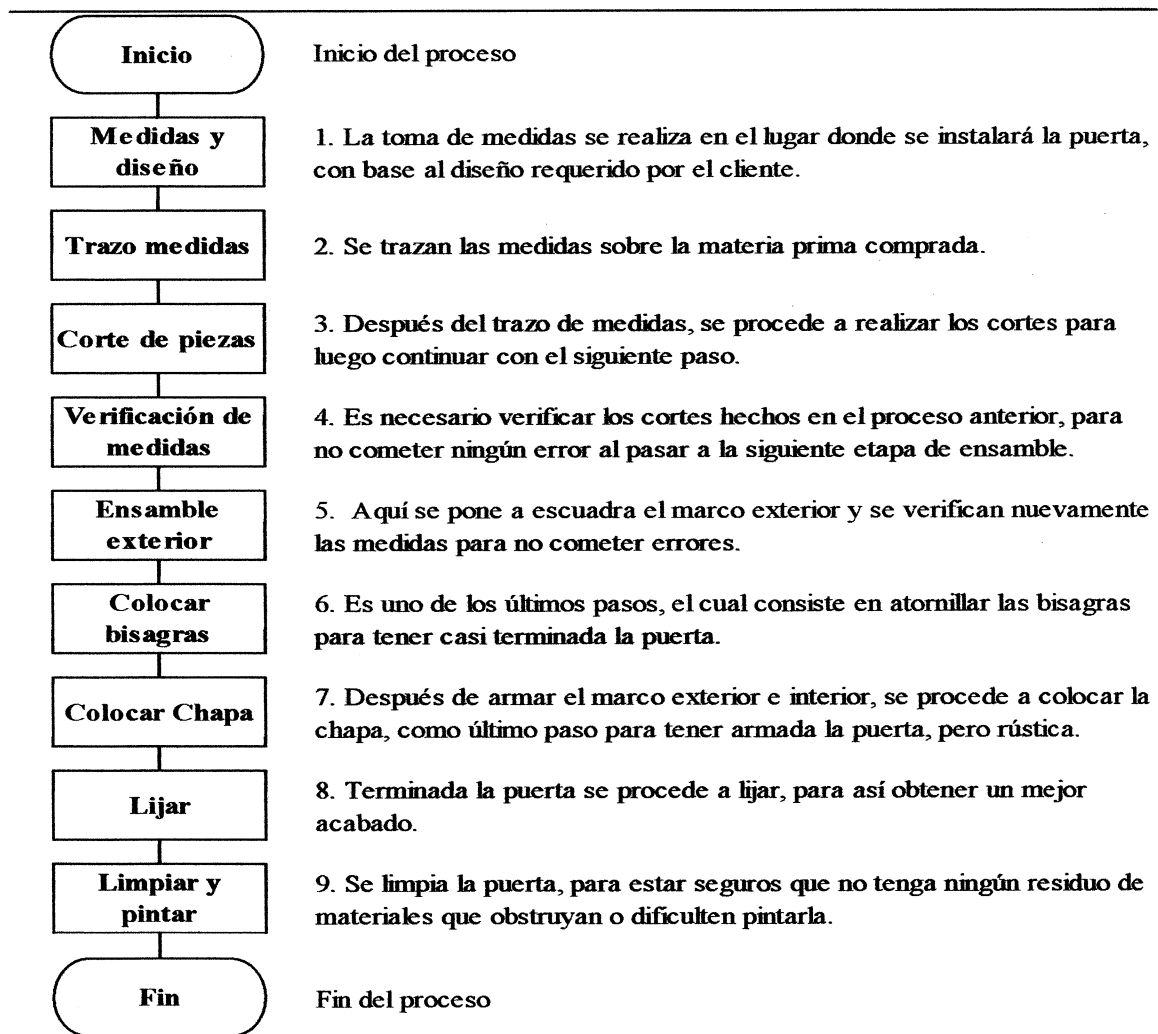 Inicio
Inicio del proceso
Medidas y
diseño
1. La toma de medidas se realiza en el lugar donde se instalará la puerta,
con base al diseño requerido por el cliente.
Trazo medidas
2. Se trazan las medidas sobre la materia prima comprada.
Corte de piezas
3. Después del trazo de medidas, se procede a realizar los cortes para
luego continuar con el siguiente paso.
Verificación de
medidas
4. Es necesario verificar los cortes hechos en el proceso anterior, para
no cometer ningún error al pasar a la siguiente etapa de ensamble.
Ensamble
exterior
5. Aquí se pone a escuadra el marco exterior y se verifican nuevamente
las medidas para no cometer errores.
Colocar
bisagras
6. Es uno de los últimos pasos, el cual consiste en atornillar las bisagras
para tener casi terminada la puerta.
Colocar Chapa
7. Después de armar el marco exterior e interior, se procede a colocar la
chapa, como último paso para tener armada la puerta, pero rústica.
Lijar
8. Terminada la puerta se procede a lijar, para así obtener un mejor
acabado.
Limpiar y
pintar
9. Se limpia la puerta, para estar seguros que no tenga ningún residuo de
materiales que obstruyan o dificulten pintarla.
Fin
Fin del proceso